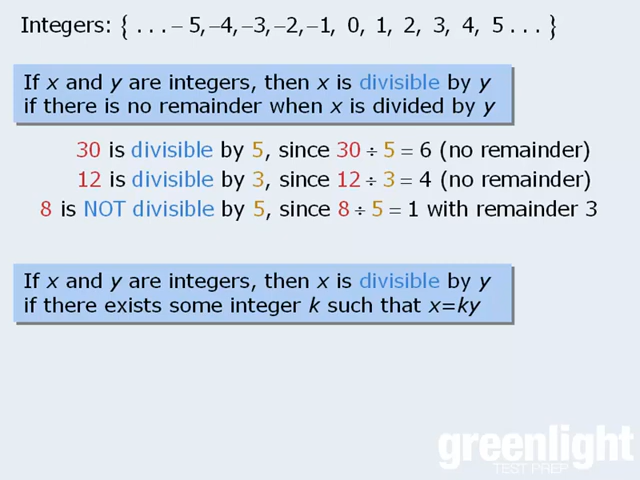 Integers: { . . . – 5, –4, –3, –2, –1, 0, 1, 2, 3, 4, 5 . . . }
If x and y are integers, then x is divisible by y
if there is no remainder when x is divided by y
30 is divisible by 5, since 30 ÷ 5 = 6 (no remainder)
12 is divisible by 3, since 12 ÷ 3 = 4 (no remainder)
8 is NOT divisible by 5, since 8 ÷ 5 = 1 with remainder 3
If x and y are integers, then x is divisible by y
if there exists some integer k such that x=ky
greenlight
TEST PREP